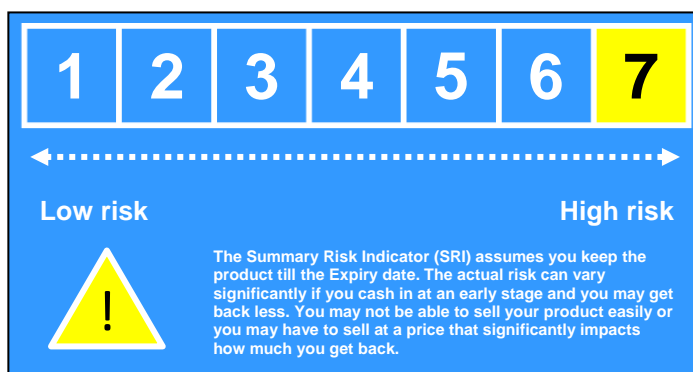 1 2 3 4 5 6 7
Low risk High risk
!
The Summary Risk Indicator (SRI) assumes you keep the
product till the Expiry date. The actual risk can vary
significantly if you cash in at an early stage and you may get
back less. You may not be able to sell your product easily or
you may have to sell at a price that significantly impacts
how much you get back.